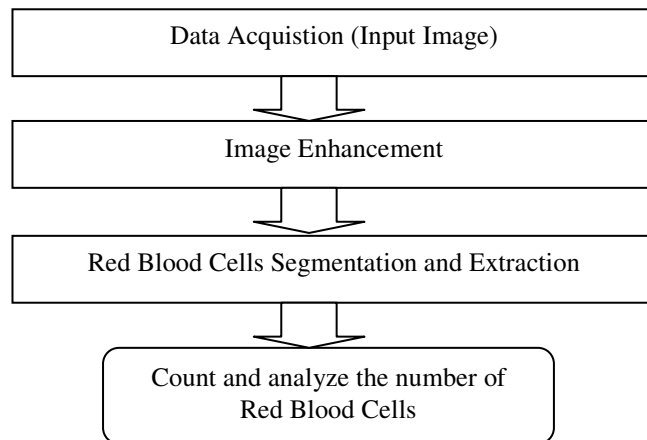 Data Acquistion (Input Image)
Image Enhancement
Red Blood Cells Segmentation and Extraction
Count and analyze the number of
Red Blood Cells